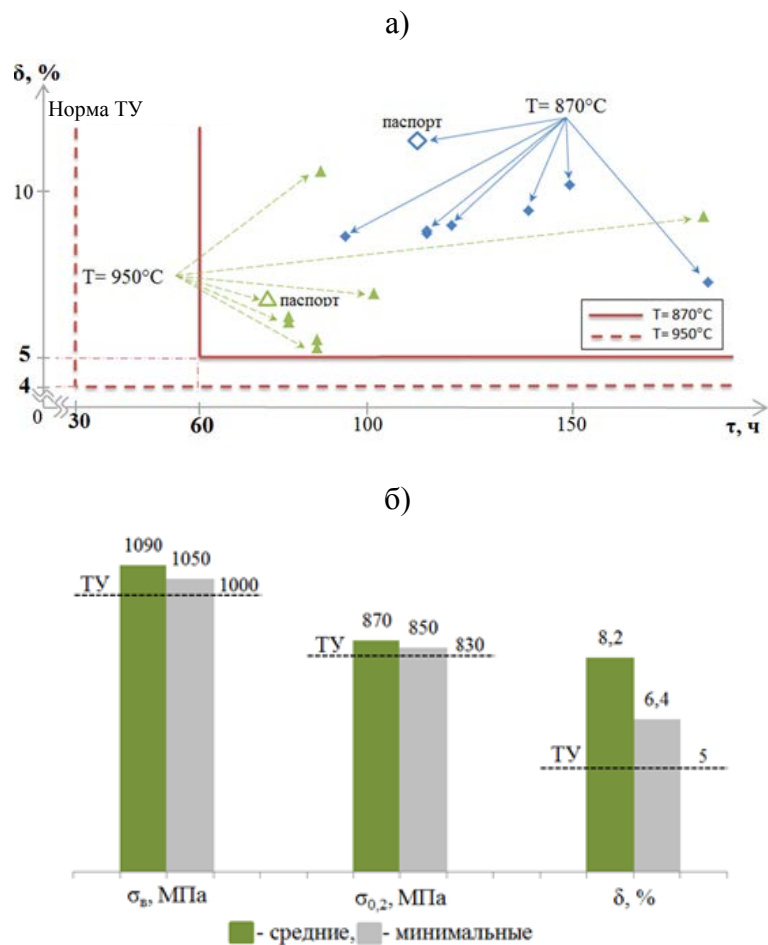 а)
δ, %
Норма ТУ
T= 870°C
паспорт
10
T= 950°C
паспорт
T= 870°C
T= 950°C
5
4
0
30
60
100
150
τ, ч
б)
1090
1050
ТУ
1000
870
850
ТУ
830
8,2
6,4
ТУ
5
σв, МПа
σ0,2, МПа
δ, %
- средние,
- минимальные